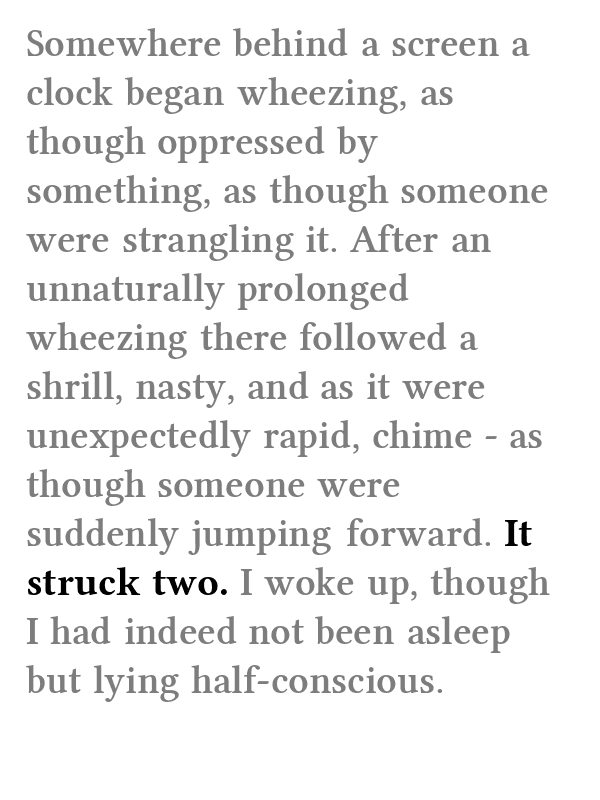 Somewhere behind a screen a
clock began wheezing, as
though oppressed by
something, as though someone
were strangling it. After an
unnaturally prolonged
wheezing there followed a
shrill, nasty, and as it were
unexpectedly rapid, chime - as
though someone were
suddenly jumping forward. It
struck two. I woke up, though
I had indeed not been asleep
but lying half-conscious.